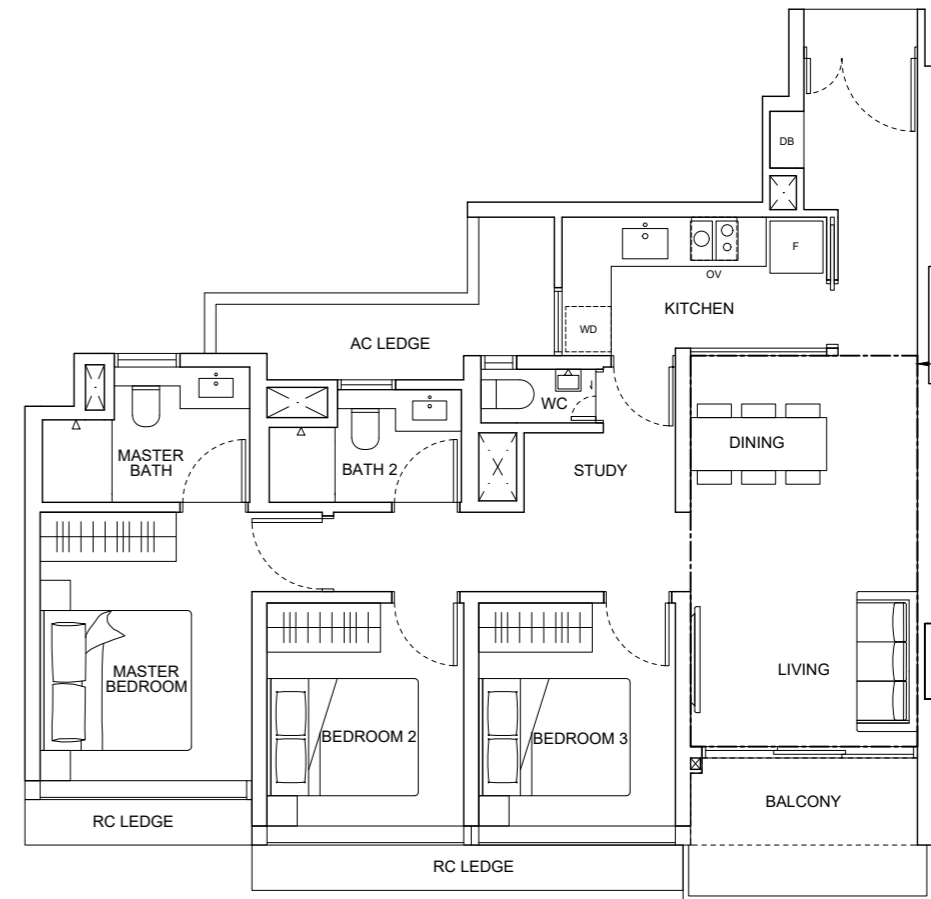 DB
F
OV
KITCHEN
WD
AC LEDGE
WC
DINING
MASTER
BATH
BATH 2
STUDY
MASTER
BEDROOM
LIVING
BEDROOM 2
BEDROOM 3
BALCONY
RC LEDGE
RC LEDGE